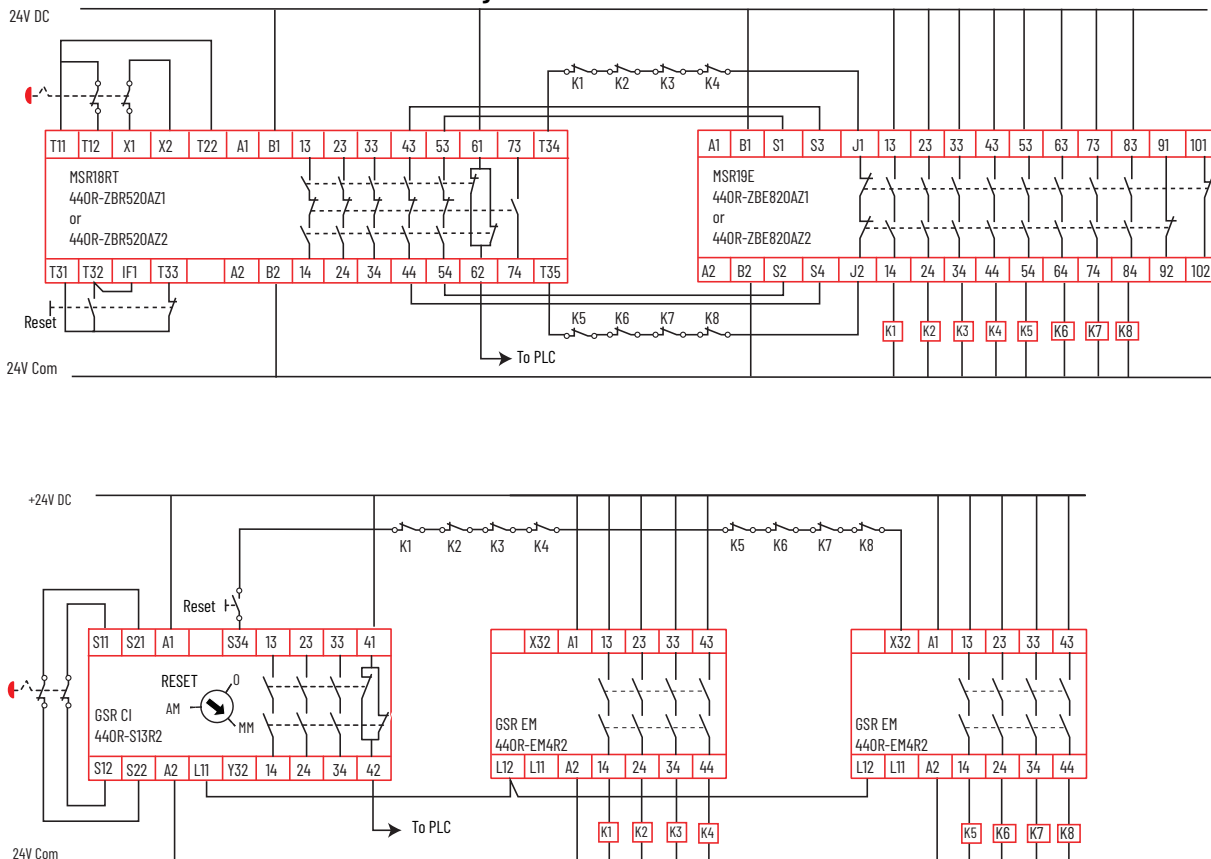 24V DC
K1 K2 K3 K4
T11 T12 X1 X2 T22 A1 B1 13 23 33 43 53 61 73 T34
MSR18RT
440R-ZBR520AZ1
or
440R-ZBR520AZ2
T31 T32 IF1 T33 A2 B2 14 24 34 44 54 62 74 T35
Reset
K5 K6 K7 K8
To PLC
A1 B1 S1 S3 J1 13 23 33 43 53 63 73 83 91 101
MSR19E
440R-ZBE820AZ1
or
440R-ZBE820AZ2
A2 B2 S2 S4 J2 14 24 34 44 54 64 74 84 92 102
K1 K2 K3 K4 K5 K6 K7 K8
24V Com
+24V DC
K1 K2 K3 K4 K5 K6 K7 K8
Reset
S11 S21 A1 S34 13 23 33 41
RESET
0
AM
MM
GSR CI
440R-S13R2
S12 S22 A2 L11 Y32 14 24 34 42
To PLC
X32 A1 13 23 33 43
GSR EM
440R-EM4R2
L12 L11 A2 14 24 34 44
K1 K2 K3 K4
X32 A1 13 23 33 43
GSR EM
440R-EM4R2
L12 L11 A2 14 24 34 44
K5 K6 K7 K8
24V Com